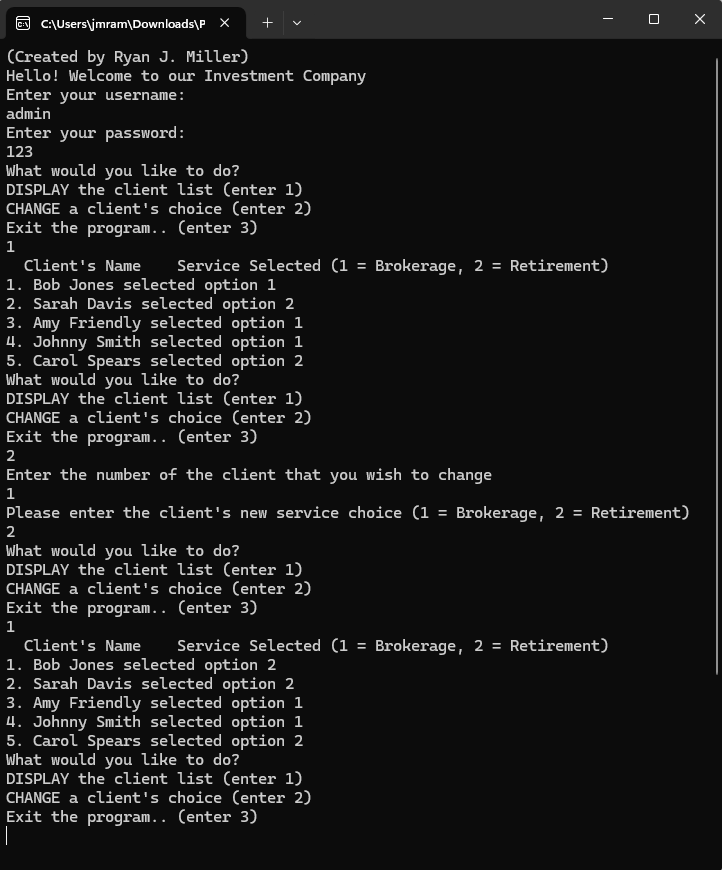 C:\Users\jmram\Downloads\P
(Created by Ryan J. Miller)
Hello! Welcome to our Investment Company
Enter your username:
admin
Enter your password:
123
What would you like to do?
DISPLAY the client list (enter 1)
CHANGE a client's choice (enter 2)
Exit the program.. (enter 3)
1
  Client's Name    Service Selected (1 = Brokerage, 2 = Retirement)
1. Bob Jones selected option 1
2. Sarah Davis selected option 2
3. Amy Friendly selected option 1
4. Johnny Smith selected option 1
5. Carol Spears selected option 2
What would you like to do?
DISPLAY the client list (enter 1)
CHANGE a client's choice (enter 2)
Exit the program.. (enter 3)
2
Enter the number of the client that you wish to change
1
Please enter the client's new service choice (1 = Brokerage, 2 = Retirement)
2
What would you like to do?
DISPLAY the client list (enter 1)
CHANGE a client's choice (enter 2)
Exit the program.. (enter 3)
1
  Client's Name    Service Selected (1 = Brokerage, 2 = Retirement)
1. Bob Jones selected option 2
2. Sarah Davis selected option 2
3. Amy Friendly selected option 1
4. Johnny Smith selected option 1
5. Carol Spears selected option 2
What would you like to do?
DISPLAY the client list (enter 1)
CHANGE a client's choice (enter 2)
Exit the program.. (enter 3)